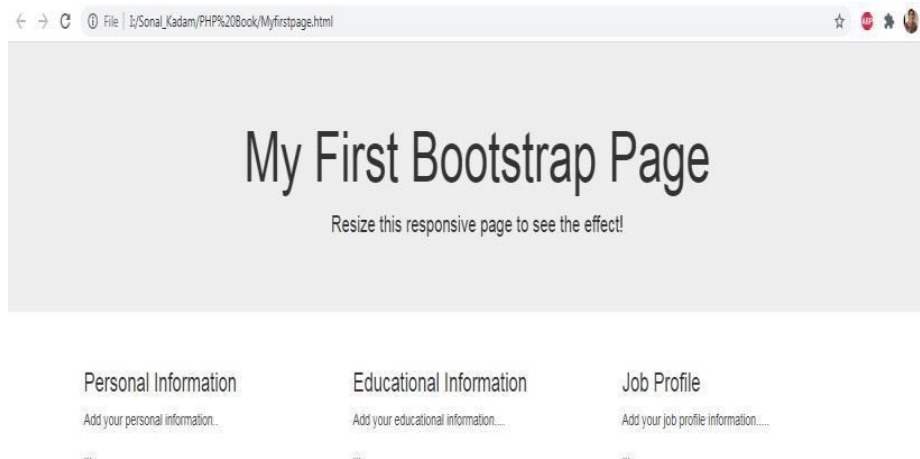 File | I:/Sonal_Kadam/PHP%20Book/Myfirstpage.html
ABP
My First Bootstrap Page
Resize this responsive page to see the effect!
Personal Information
Educational Information
Job Profile
Add your personal information..
Add your educational information....
Add your job profile information.....
...
...
...